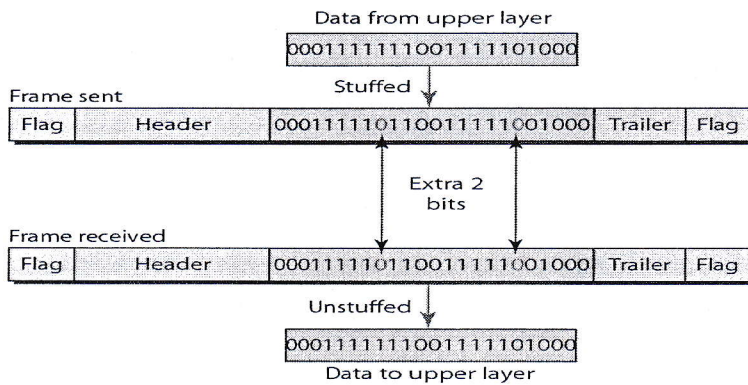 Data from upper layer
0001111111001111101000
Stuffed
Frame sent
Flag Header 000111110110011111001000 Trailer Flag
Extra 2
bits
Frame received
Flag Header 000111110110011111001000 Trailer Flag
Unstuffed
0001111111001111101000
Data to upper layer